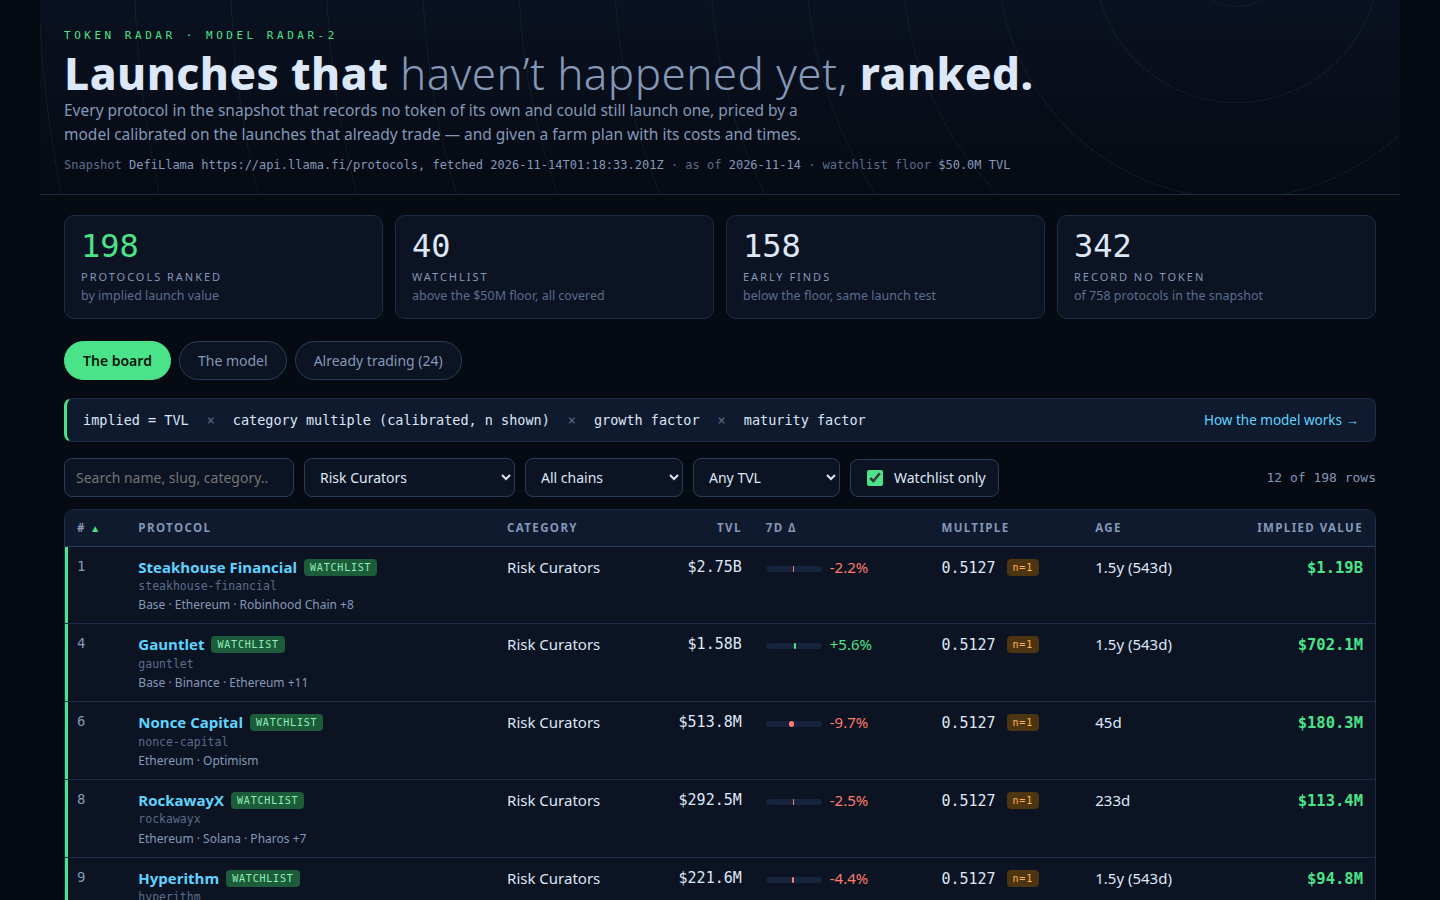 TOKEN RADAR · MODEL RADAR-2
Launches that haven't happened yet, ranked.
Every protocol in the snapshot that records no token of its own and could still launch one, priced by a
model calibrated on the launches that already trade — and given a farm plan with its costs and times.
Snapshot DefiLlama https://api.llama.fi/protocols, fetched 2026-11-14T01:18:33.201Z · as of 2026-11-14 · watchlist floor $50.0M TVL
198
PROTOCOLS RANKED
by implied launch value
40
WATCHLIST
above the $50M floor, all covered
158
EARLY FINDS
below the floor, same launch test
342
RECORD NO TOKEN
of 758 protocols in the snapshot
The board
The model
Already trading (24)
implied = TVL × category multiple (calibrated, n shown) × growth factor × maturity factor
How the model works →
Search name, slug, category..
Risk Curators
All chains
Any TVL
Watchlist only
12 of 198 rows
# ▲ PROTOCOL CATEGORY TVL 7D Δ MULTIPLE AGE IMPLIED VALUE
1 Steakhouse Financial WATCHLIST Risk Curators $2.75B -2.2% 0.5127 n=1 1.5y (543d) $1.19B
steakhouse-financial
Base · Ethereum · Robinhood Chain +8
4 Gauntlet WATCHLIST Risk Curators $1.58B +5.6% 0.5127 n=1 1.5y (543d) $702.1M
gauntlet
Base · Binance · Ethereum +11
6 Nonce Capital WATCHLIST Risk Curators $513.8M -9.7% 0.5127 n=1 45d $180.3M
nonce-capital
Ethereum · Optimism
8 RockawayX WATCHLIST Risk Curators $292.5M -2.5% 0.5127 n=1 233d $113.4M
rockawayx
Ethereum · Solana · Pharos +7
9 Hyperithm WATCHLIST Risk Curators $221.6M -4.4% 0.5127 n=1 1.5y (543d) $94.8M
hyperithm